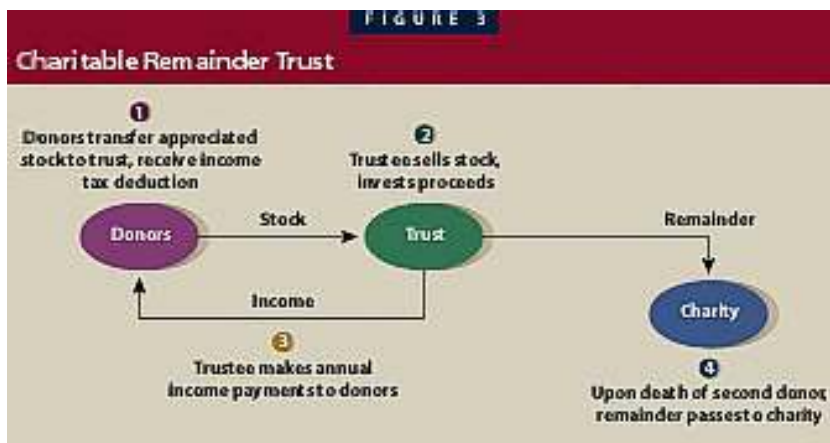 FIGURE 3
Charitable Remainder Trust
1
Donors transfer appreciated
stock to trust, receive income
tax deduction
2
Trustee sells stock,
invests proceeds
Donors
Stock
Trust
Remainder
Income
Charity
3
Trustee makes annual
income payments to donors
4
Upon death of second donor,
remainder passes to charity